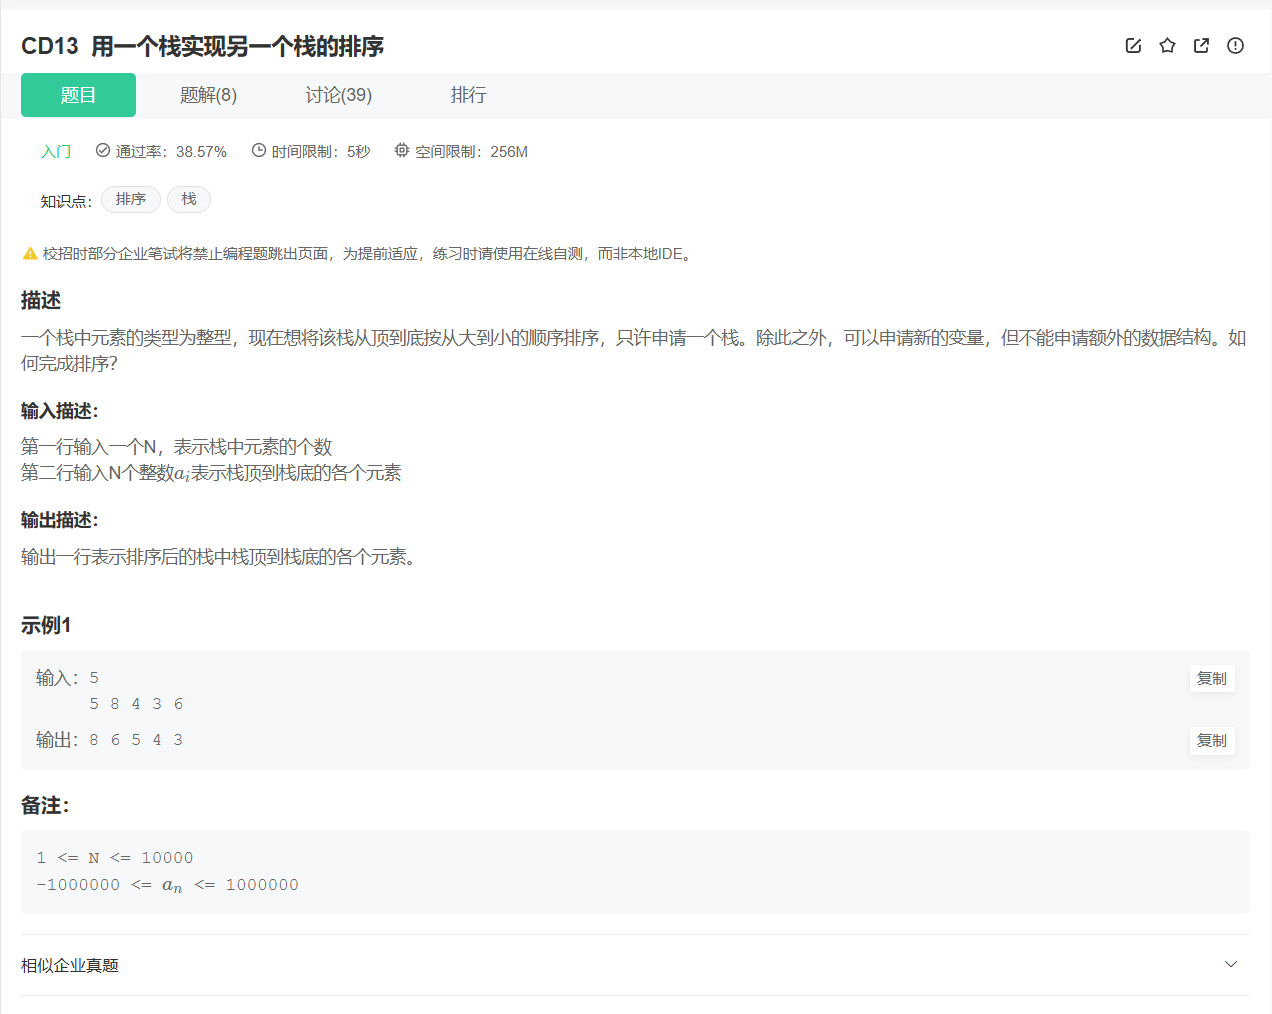 CD13 用一个栈实现另一个栈的排序
题目 题解(8) 讨论(39) 排行
入门 通过率：38.57% 时间限制：5秒 空间限制：256M
知识点： 排序 栈
校招时部分企业笔试将禁止编程题跳出页面，为提前适应，练习时请使用在线自测，而非本地IDE。
描述
一个栈中元素的类型为整型，现在想将该栈从顶到底按从大到小的顺序排序，只许申请一个栈。除此之外，可以申请新的变量，但不能申请额外的数据结构。如
何完成排序？
输入描述：
第一行输入一个N，表示栈中元素的个数
第二行输入N个整数aᵢ表示栈顶到栈底的各个元素
输出描述：
输出一行表示排序后的栈中栈顶到栈底的各个元素。
示例1
输入：5 复制
5 8 4 3 6
输出：8 6 5 4 3 复制
备注：
1 <= N <= 10000
-1000000 <= aₙ <= 1000000
相似企业真题